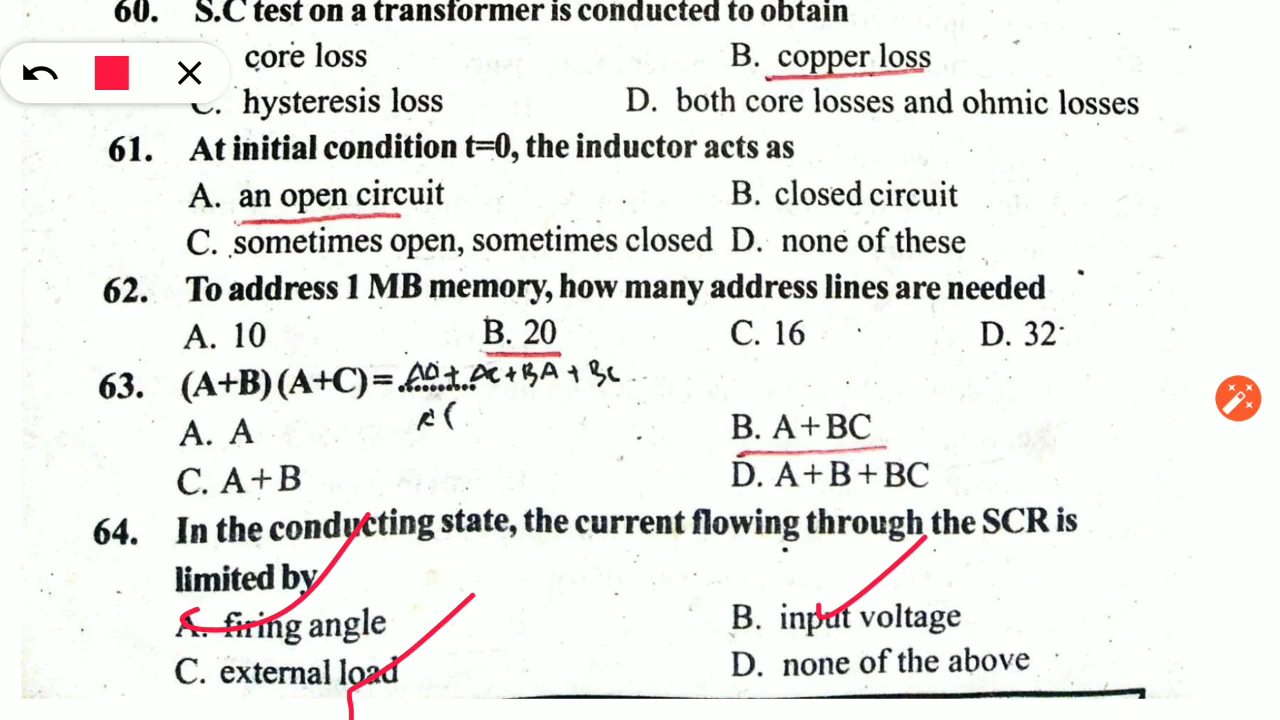 60. S.C test on a transformer is conducted to obtain
core loss B. copper loss
C. hysteresis loss D. both core losses and ohmic losses
61. At initial condition t=0, the inductor acts as
A. an open circuit B. closed circuit
C. sometimes open, sometimes closed D. none of these
62. To address 1 MB memory, how many address lines are needed
A. 10 B. 20 C. 16 D. 32
63. (A+B)(A+C)= + AC+BA + BC
A. A B. A+BC
C. A+B D. A+B+BC
64. In the conducting state, the current flowing through the SCR is
limited by
A. firing angle B. input voltage
C. external load D. none of the above